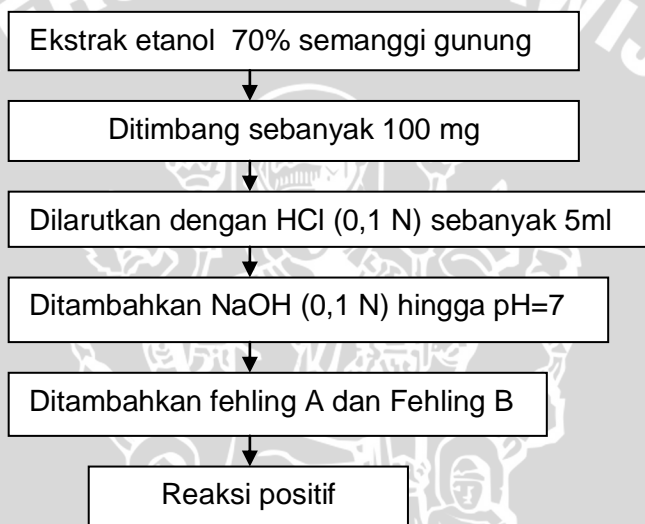 Ekstrak etanol 70% semanggi gunung
Ditimbang sebanyak 100 mg
Dilarutkan dengan HCl (0,1 N) sebanyak 5ml
Ditambahkan NaOH (0,1 N) hingga pH=7
Ditambahkan fehling A dan Fehling B
Reaksi positif